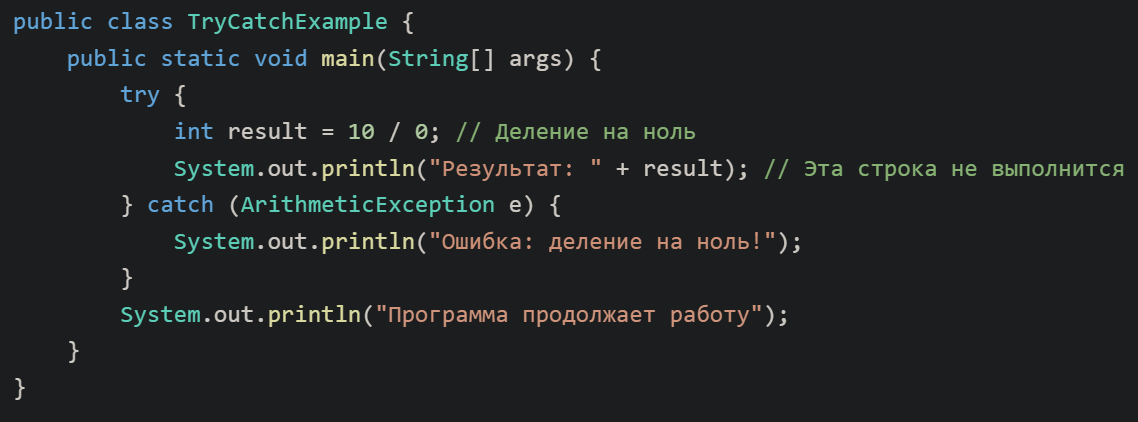 public class TryCatchExample {
    public static void main(String[] args) {
        try {
            int result = 10 / 0; // Деление на ноль
            System.out.println("Результат: " + result); // Эта строка не выполнится
        } catch (ArithmeticException e) {
            System.out.println("Ошибка: деление на ноль!");
        }
        System.out.println("Программа продолжает работу");
    }
}